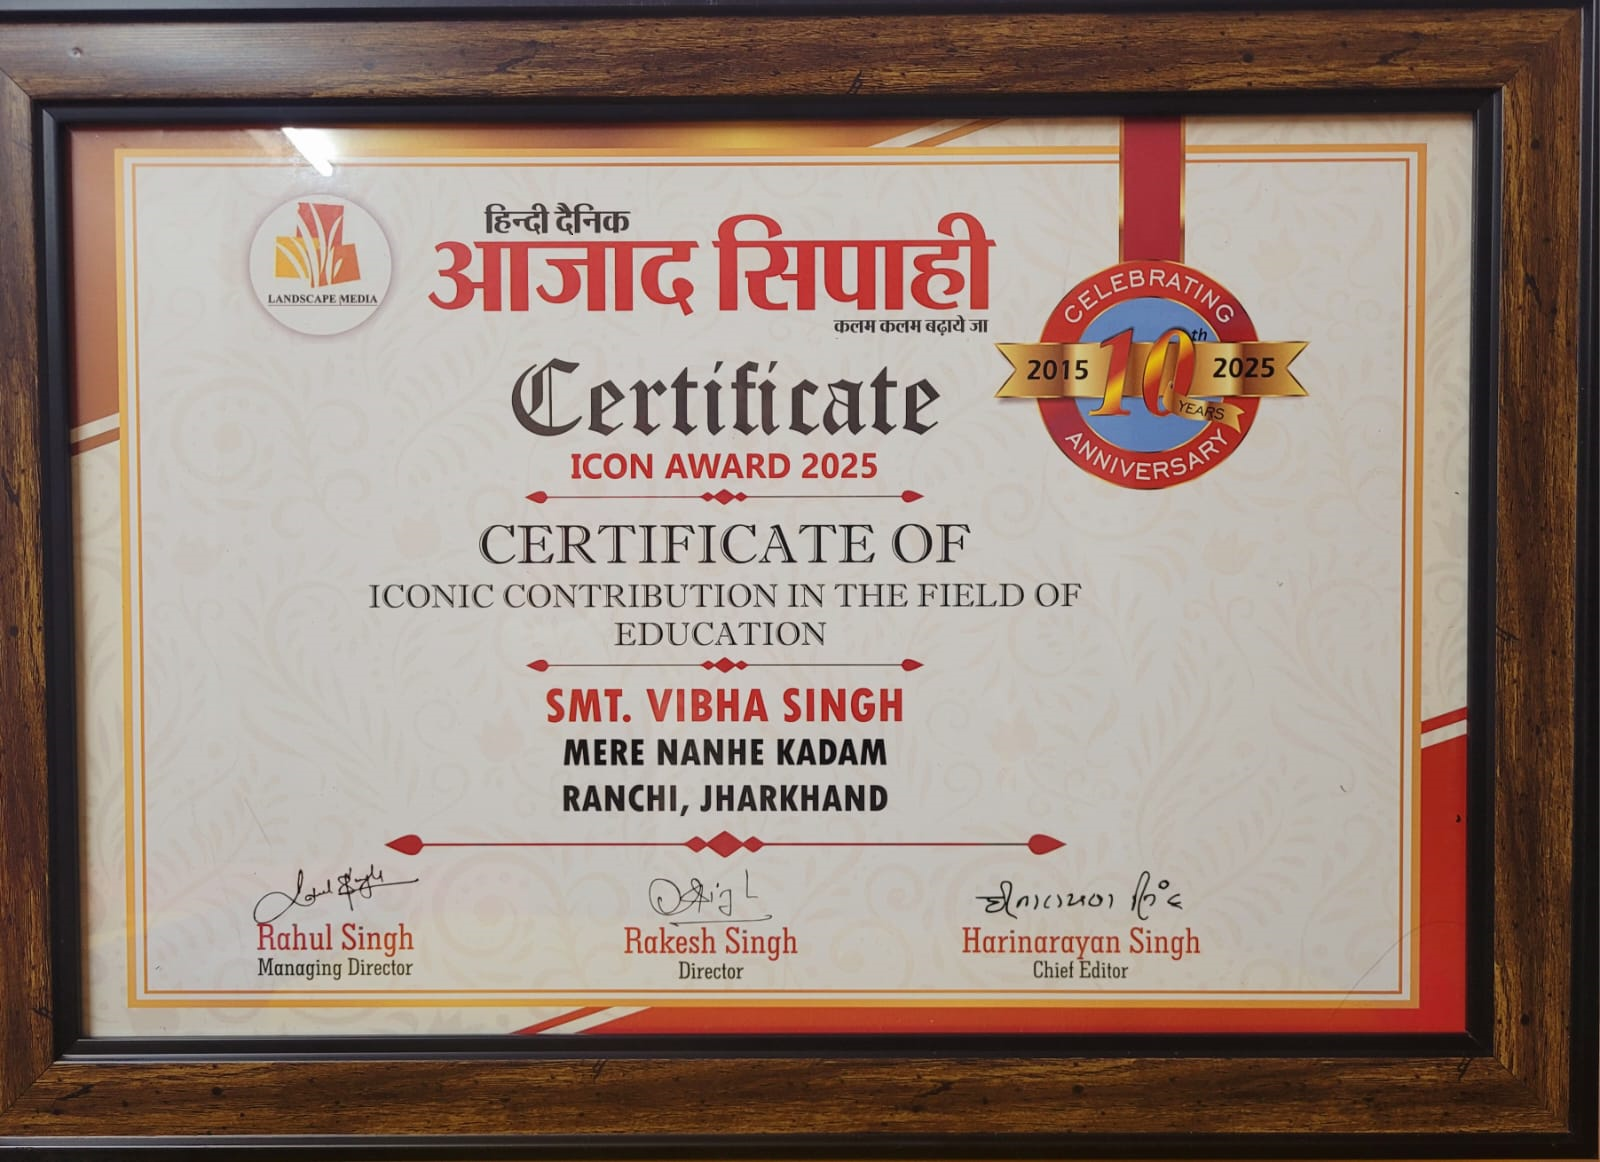 LANDSCAPE MEDIA
हिन्दी दैनिक
आजाद सिपाही
कलम कलम बढ़ाये जा
CELEBRATING
2015 10th YEARS 2025
ANNIVERSARY
Certificate
ICON AWARD 2025
CERTIFICATE OF
ICONIC CONTRIBUTION IN THE FIELD OF
EDUCATION
SMT. VIBHA SINGH
MERE NANHE KADAM
RANCHI, JHARKHAND
Rahul Singh
Managing Director
Rakesh Singh
Director
हरिनारायण सिंह
Harinarayan Singh
Chief Editor